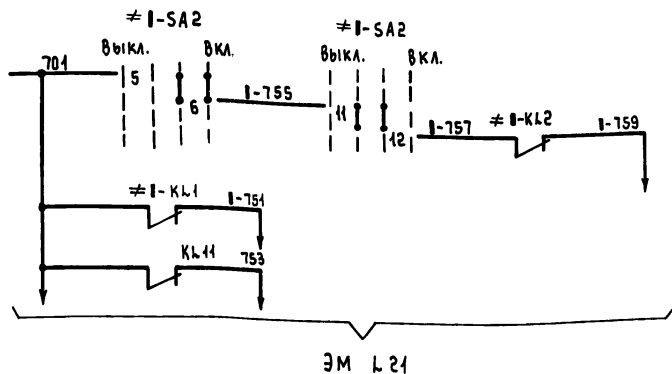 ≠ I-SA2
≠ I-SA2
Выкл. Вкл.
Выкл. Вкл.
701
5
6
I-755
11
12
I-757
≠ I-KL2
I-759
≠ I-KL1
I-751
KL11
753
ЭМ L 21